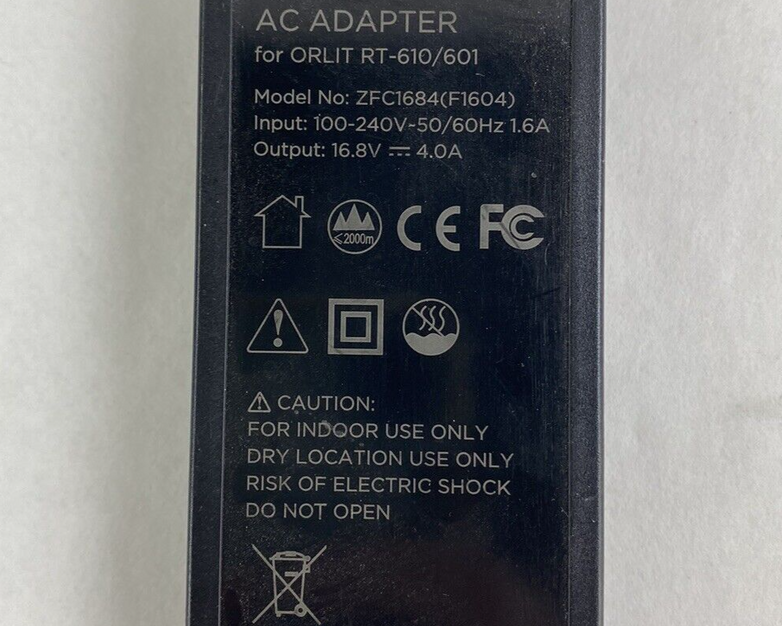 AC ADAPTER
for ORLIT RT-610/601
Model No: ZFC1684(F1604)
Input: 100-240V~50/60Hz 1.6A
Output: 16.8V ⎓ 4.0A
≤2000m CE FC
CAUTION:
FOR INDOOR USE ONLY
DRY LOCATION USE ONLY
RISK OF ELECTRIC SHOCK
DO NOT OPEN